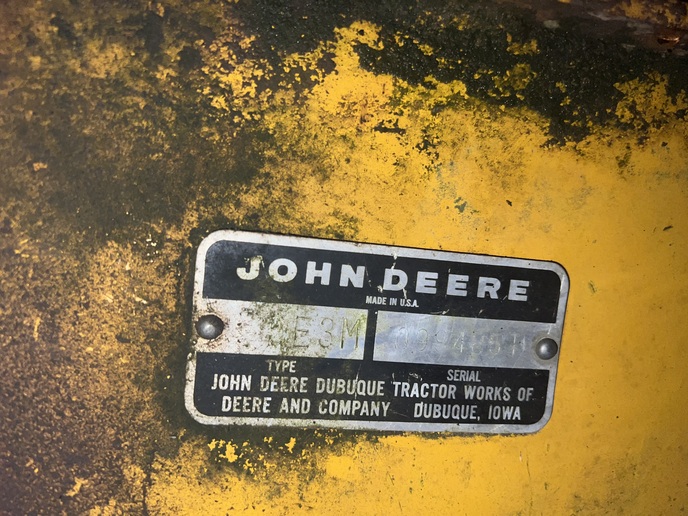 JOHN DEERE
MADE IN U.S.A.
TYPE SERIAL
JOHN DEERE DUBUQUE TRACTOR WORKS OF
DEERE AND COMPANY DUBUQUE, IOWA